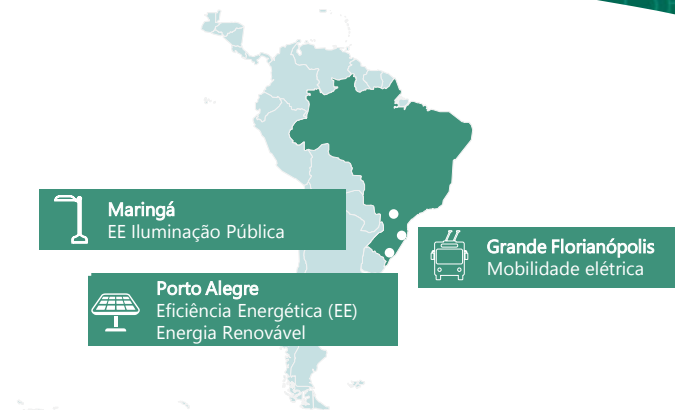 Maringá
EE Iluminação Pública
Grande Florianópolis
Mobilidade elétrica
Porto Alegre
Eficiência Energética (EE)
Energia Renovável